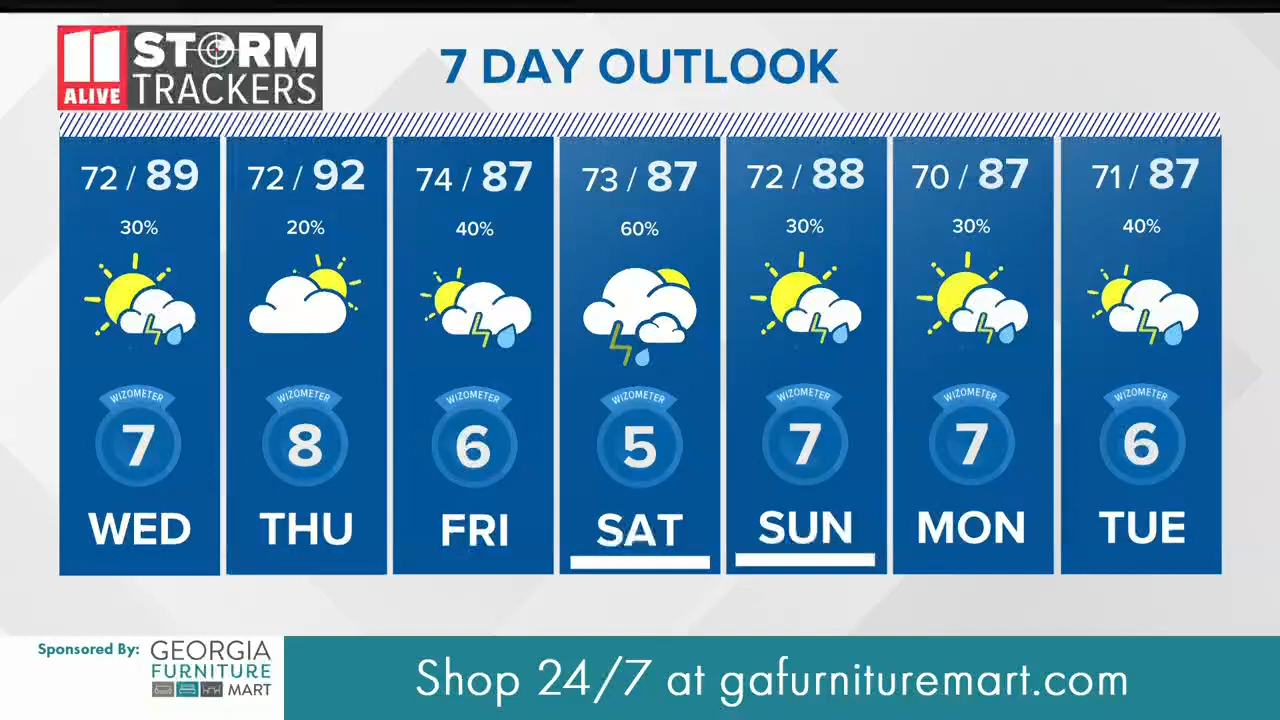 11 ALIVE STORM TRACKERS
7 DAY OUTLOOK
72 / 89
30%
WIZOMETER
7
WED
72 / 92
20%
WIZOMETER
8
THU
74 / 87
40%
WIZOMETER
6
FRI
73 / 87
60%
WIZOMETER
5
SAT
72 / 88
30%
WIZOMETER
7
SUN
70 / 87
30%
WIZOMETER
7
MON
71 / 87
40%
WIZOMETER
6
TUE
Sponsored By:
GEORGIA
FURNITURE
MART
Shop 24/7 at gafurnituremart.com